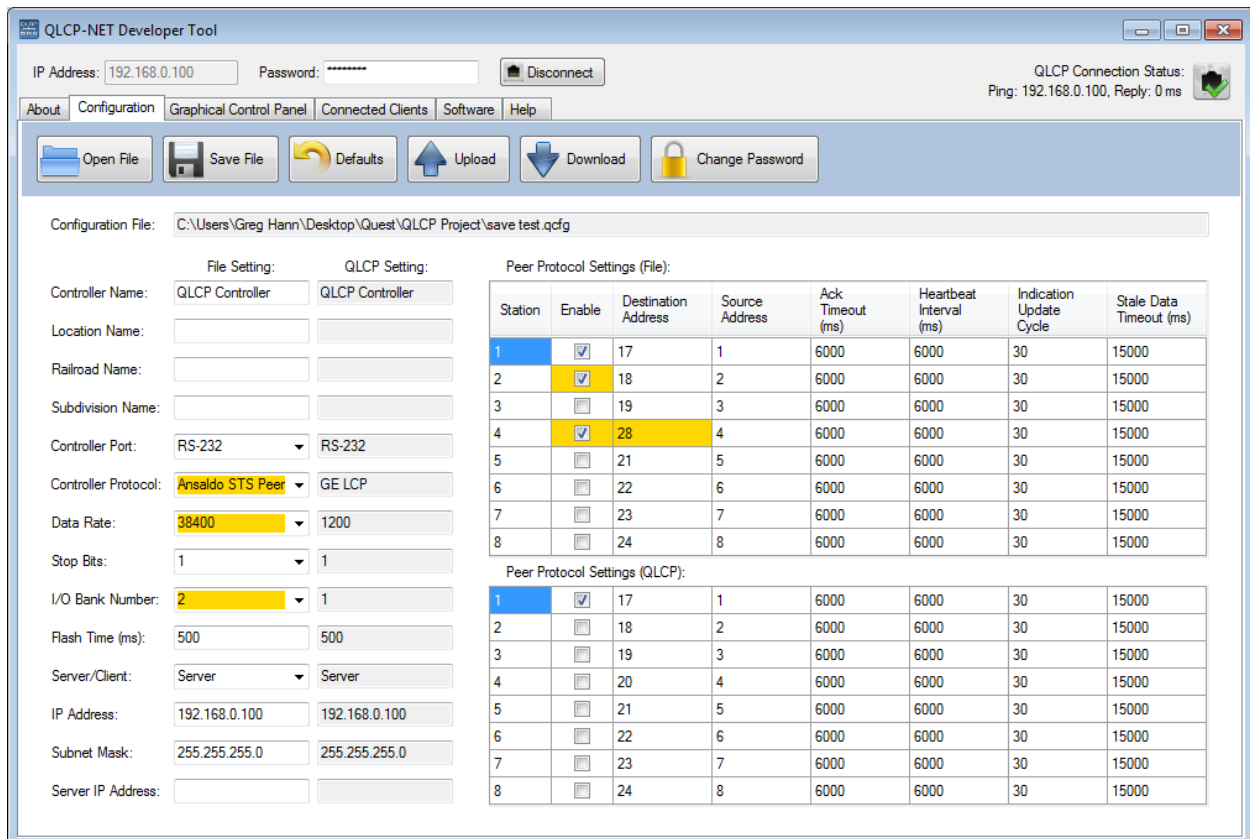 QLCP-NET Developer Tool
IP Address: 192.168.0.100 Password: ******** Disconnect
QLCP Connection Status:
Ping: 192.168.0.100, Reply: 0 ms
About Configuration Graphical Control Panel Connected Clients Software Help
Open File Save File Defaults Upload Download Change Password
Configuration File: C:\Users\Greg Hann\Desktop\Quest\QLCP Project\save test.qcfg
File Setting: QLCP Setting:
Controller Name: QLCP Controller QLCP Controller
Location Name:
Railroad Name:
Subdivision Name:
Controller Port: RS-232 RS-232
Controller Protocol: Ansaldo STS Peer GE LCP
Data Rate: 38400 1200
Stop Bits: 1 1
I/O Bank Number: 2 1
Flash Time (ms): 500 500
Server/Client: Server Server
IP Address: 192.168.0.100 192.168.0.100
Subnet Mask: 255.255.255.0 255.255.255.0
Server IP Address:
Peer Protocol Settings (File):
Station Enable Destination Address Source Address Ack Timeout (ms) Heartbeat Interval (ms) Indication Update Cycle Stale Data Timeout (ms)
1 17 1 6000 6000 30 15000
2 18 2 6000 6000 30 15000
3 19 3 6000 6000 30 15000
4 28 4 6000 6000 30 15000
5 21 5 6000 6000 30 15000
6 22 6 6000 6000 30 15000
7 23 7 6000 6000 30 15000
8 24 8 6000 6000 30 15000
Peer Protocol Settings (QLCP):
1 17 1 6000 6000 30 15000
2 18 2 6000 6000 30 15000
3 19 3 6000 6000 30 15000
4 20 4 6000 6000 30 15000
5 21 5 6000 6000 30 15000
6 22 6 6000 6000 30 15000
7 23 7 6000 6000 30 15000
8 24 8 6000 6000 30 15000